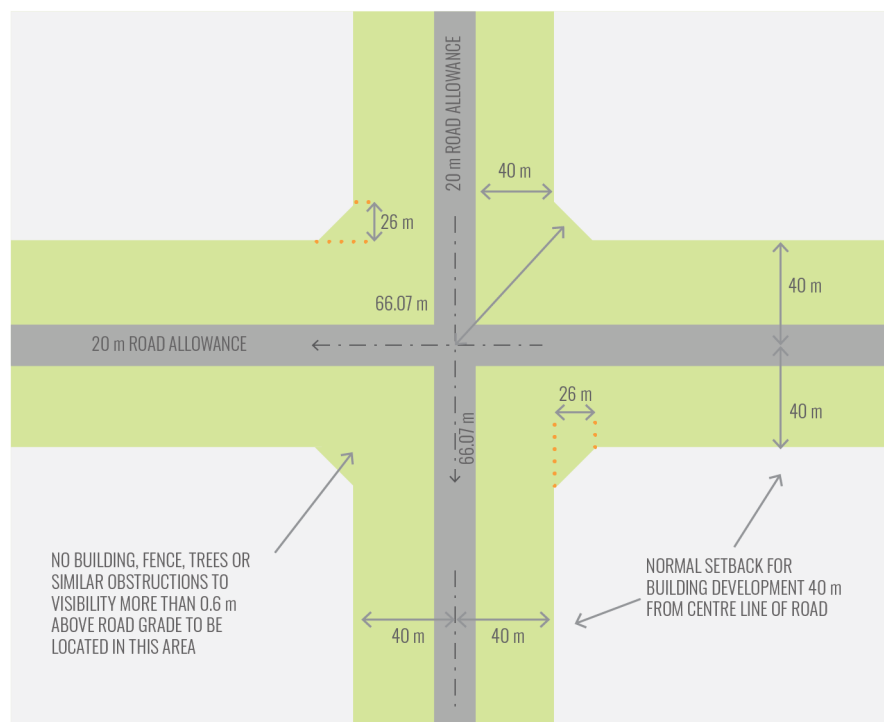 20 m ROAD ALLOWANCE
40 m
26 m
40 m
66.07 m
20 m ROAD ALLOWANCE
26 m
40 m
66.07 m
NO BUILDING, FENCE, TREES OR
SIMILAR OBSTRUCTIONS TO
VISIBILITY MORE THAN 0.6 m
ABOVE ROAD GRADE TO BE
LOCATED IN THIS AREA
NORMAL SETBACK FOR
BUILDING DEVELOPMENT 40 m
FROM CENTRE LINE OF ROAD
40 m
40 m